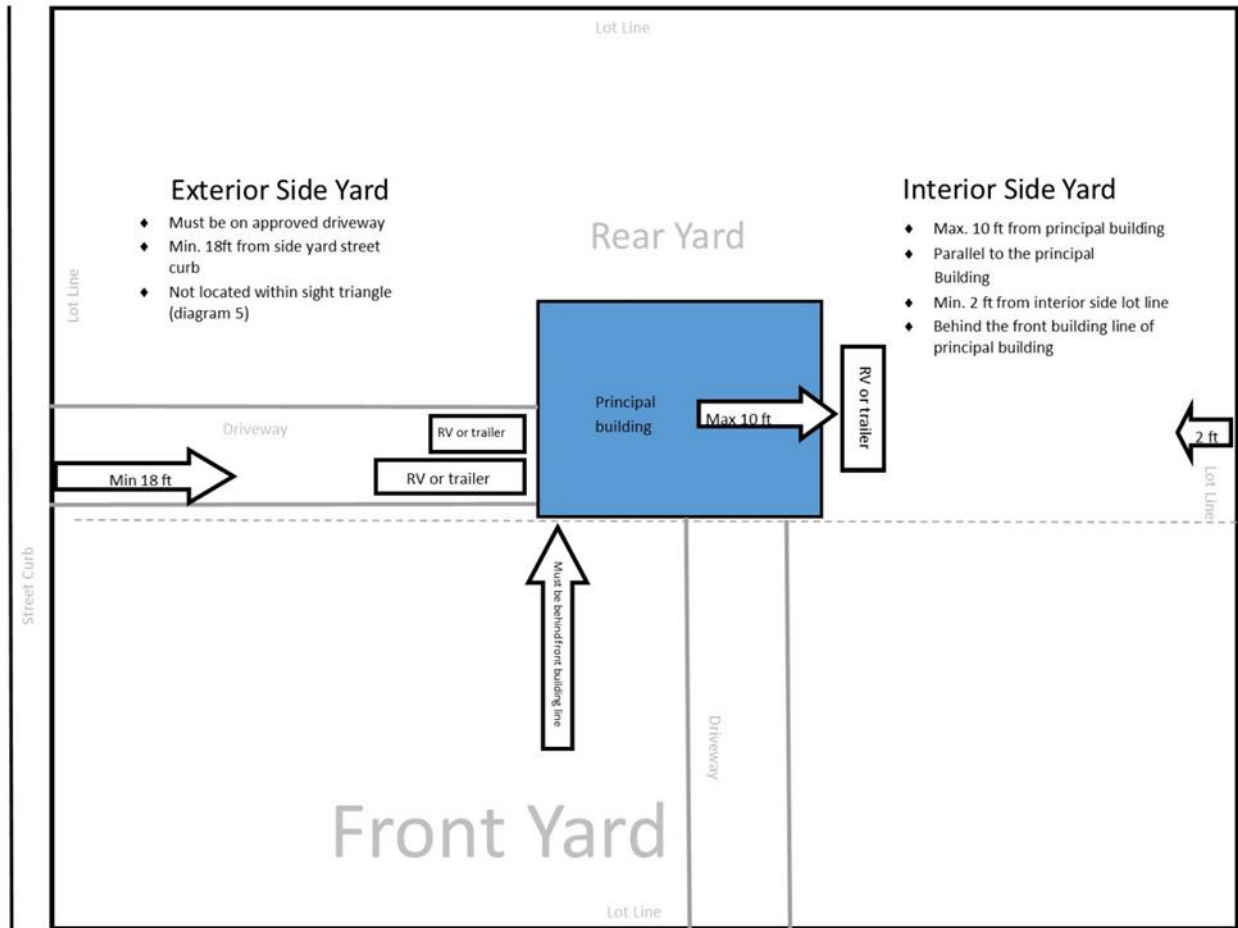 Lot Line
Exterior Side Yard
♦ Must be on approved driveway
♦ Min. 18ft from side yard street
curb
♦ Not located within sight triangle
(diagram 5)
Lot Line
Rear Yard
Interior Side Yard
♦ Max. 10 ft from principal building
♦ Parallel to the principal
Building
♦ Min. 2 ft from interior side lot line
♦ Behind the front building line of
principal building
Driveway
RV or trailer
RV or trailer
Min 18 ft
Principal
building
Max 10 ft
RV or trailer
2 ft
Lot Line
Street Curb
Must be behind front building line
Driveway
Front Yard
Lot Line